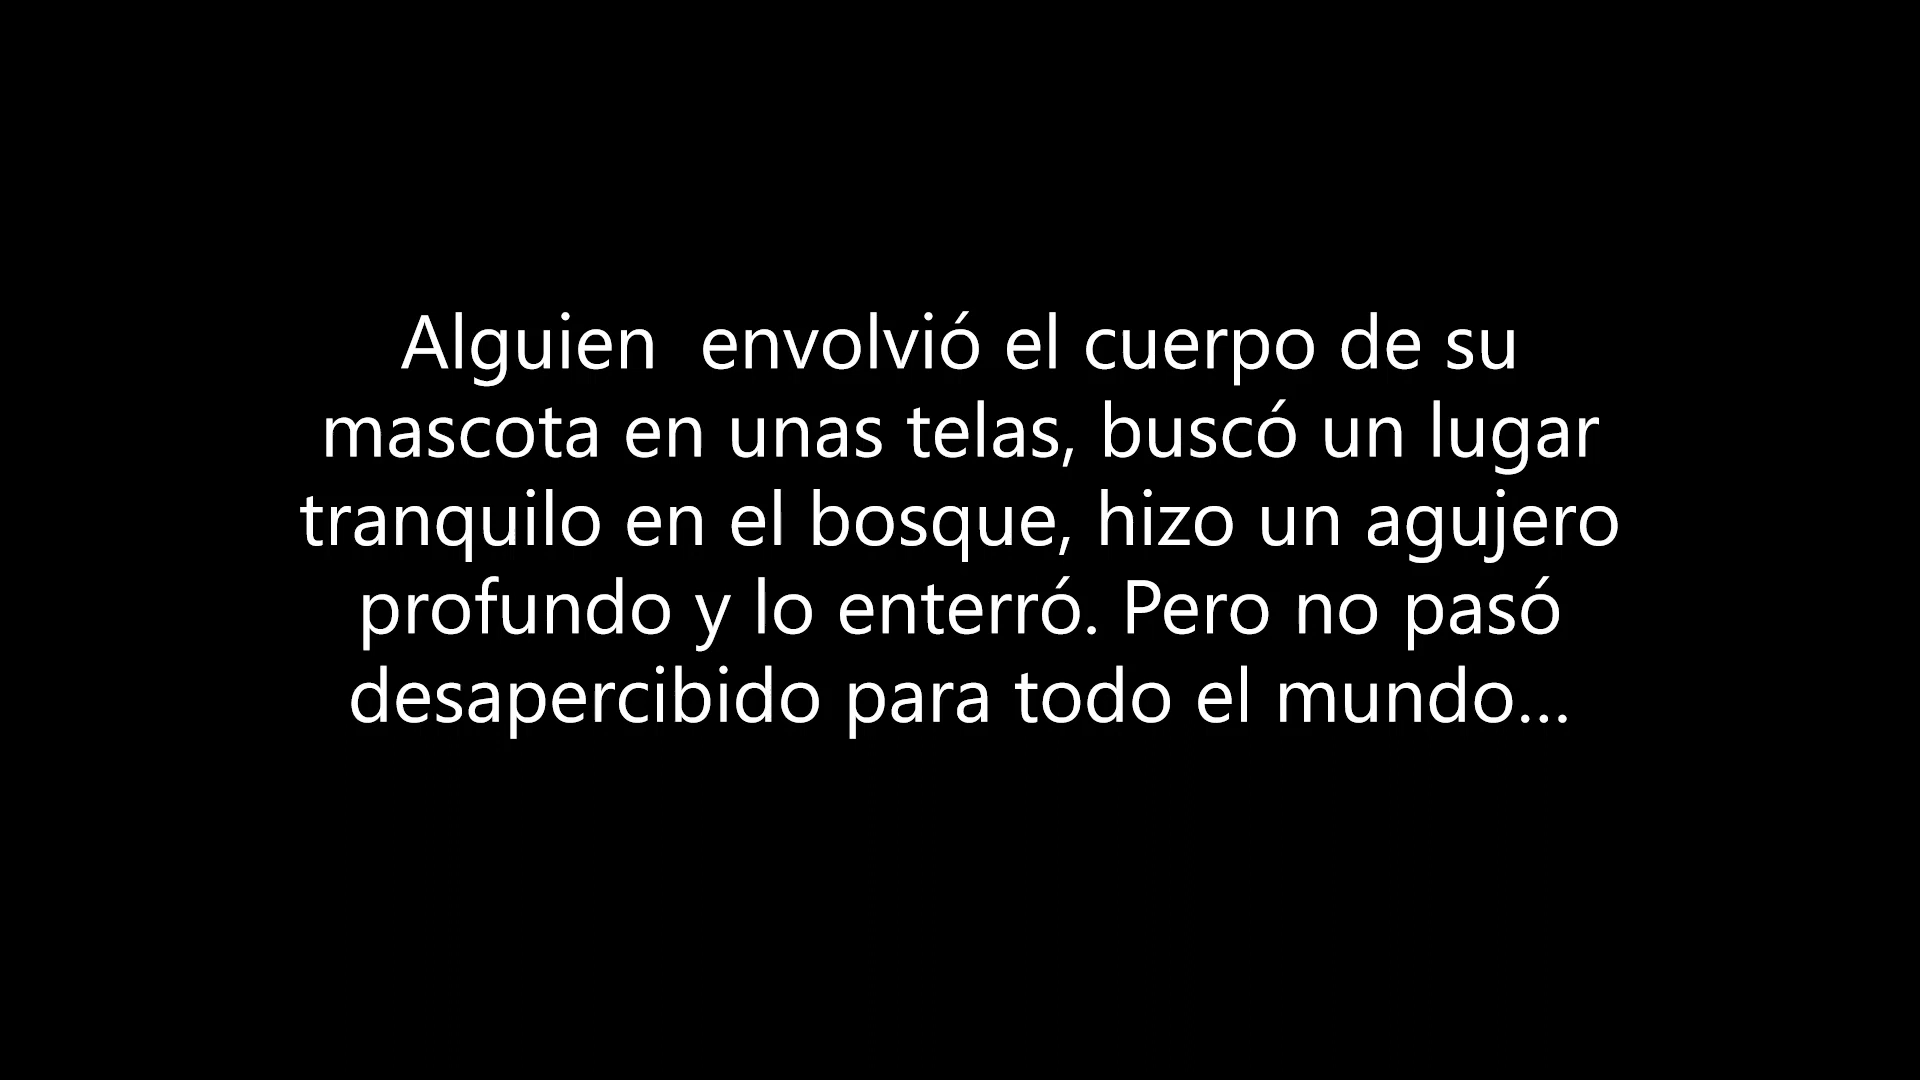 Alguien  envolvió el cuerpo de su
mascota en unas telas, buscó un lugar
tranquilo en el bosque, hizo un agujero
profundo y lo enterró. Pero no pasó
desapercibido para todo el mundo...